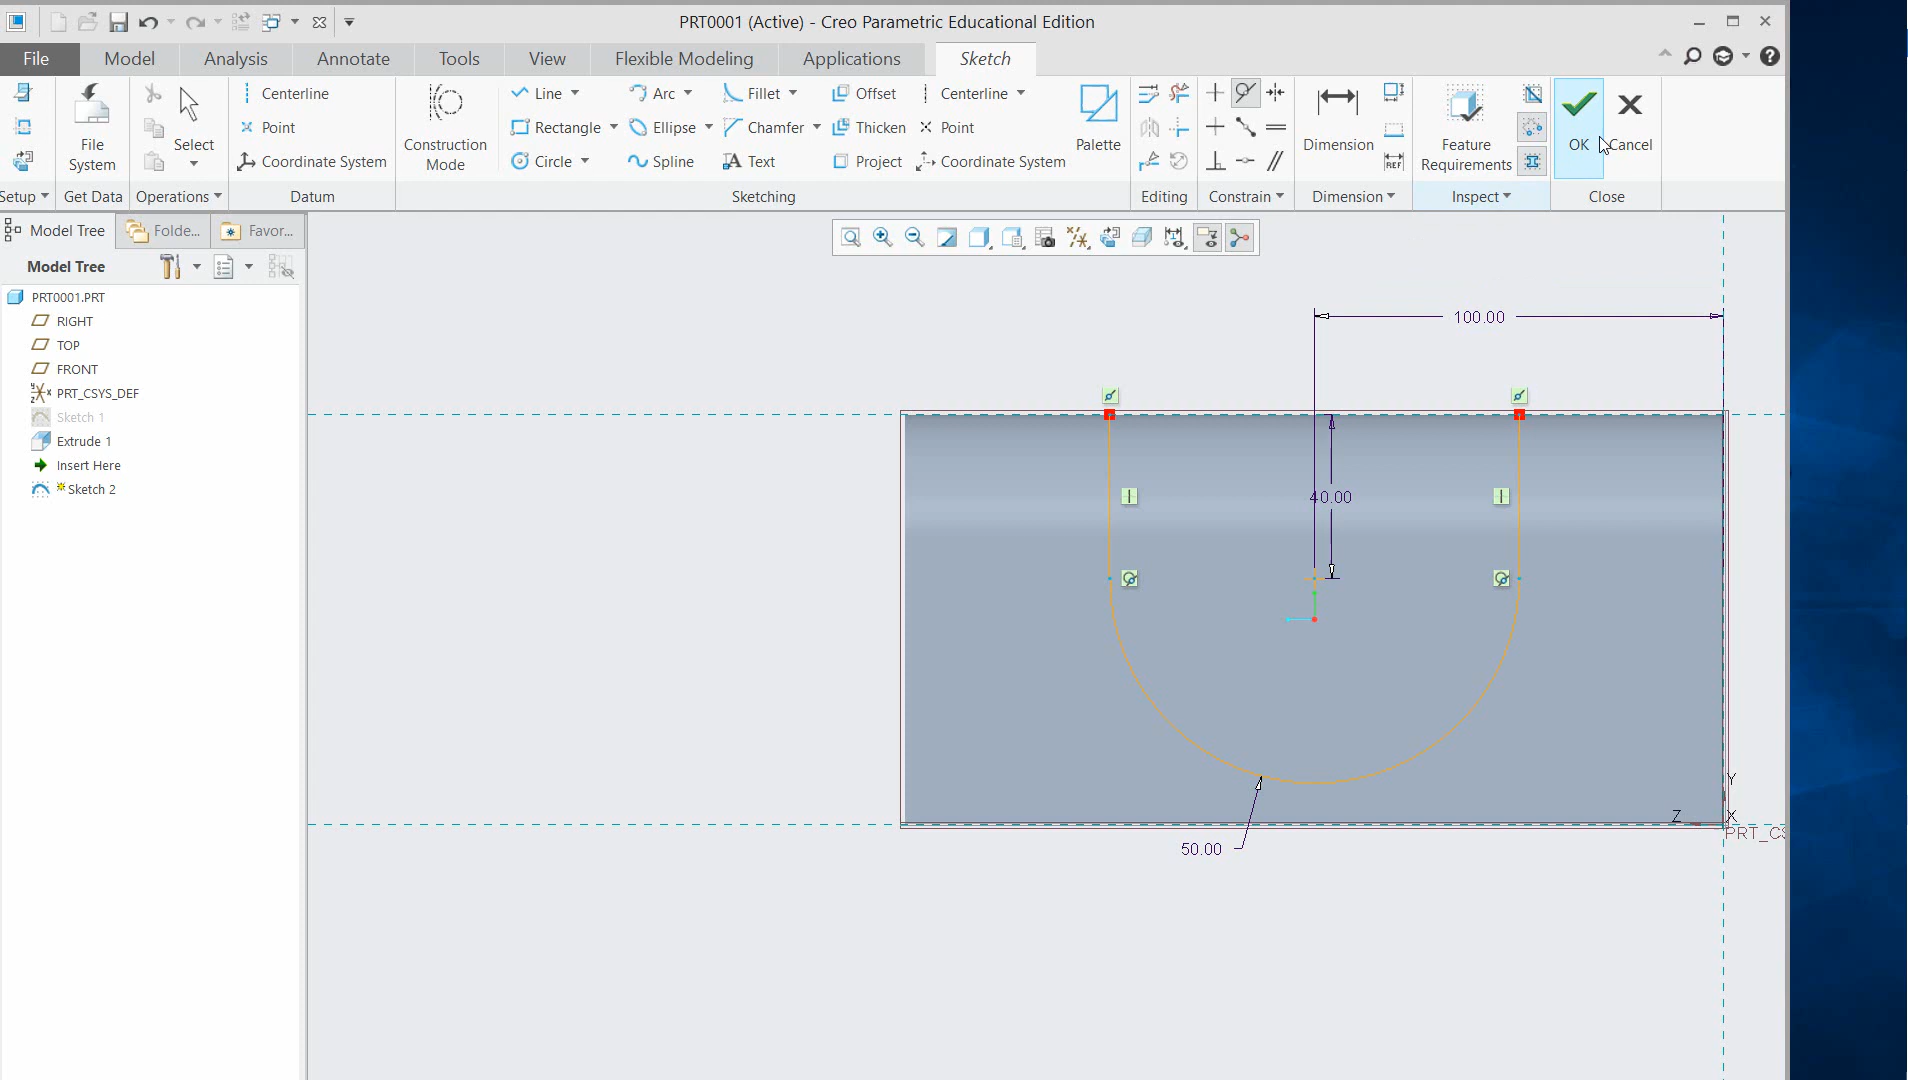 PRT0001 (Active) - Creo Parametric Educational Edition
File Model Analysis Annotate Tools View Flexible Modeling Applications Sketch
Centerline
Point
Coordinate System
File System
Select
Construction Mode
Line Arc Fillet Offset Centerline
Rectangle Ellipse Chamfer Thicken Point
Circle Spline Text Project Coordinate System
Palette
Dimension
REF
Feature Requirements
OK
Cancel
Setup Get Data Operations Datum Sketching Editing Constrain Dimension Inspect Close
Model Tree Folde... Favor...
Model Tree
PRT0001.PRT
RIGHT
TOP
FRONT
PRT_CSYS_DEF
Sketch 1
Extrude 1
Insert Here
Sketch 2
100.00
40.00
50.00
Y
Z
X
PRT_CS